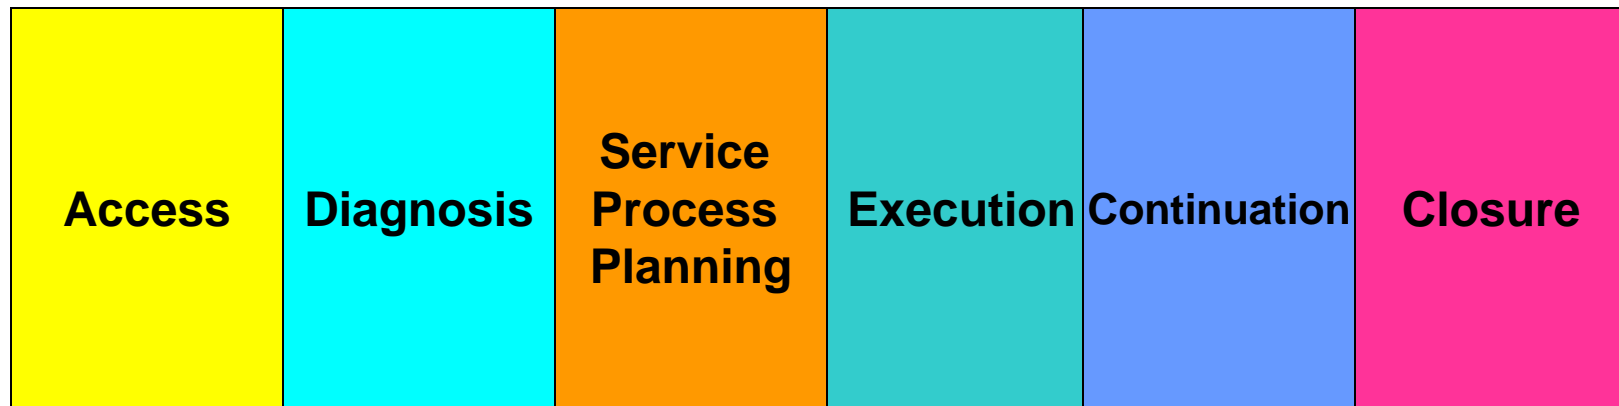 Access
Diagnosis
Service
Process
Planning
Execution
Continuation
Closure